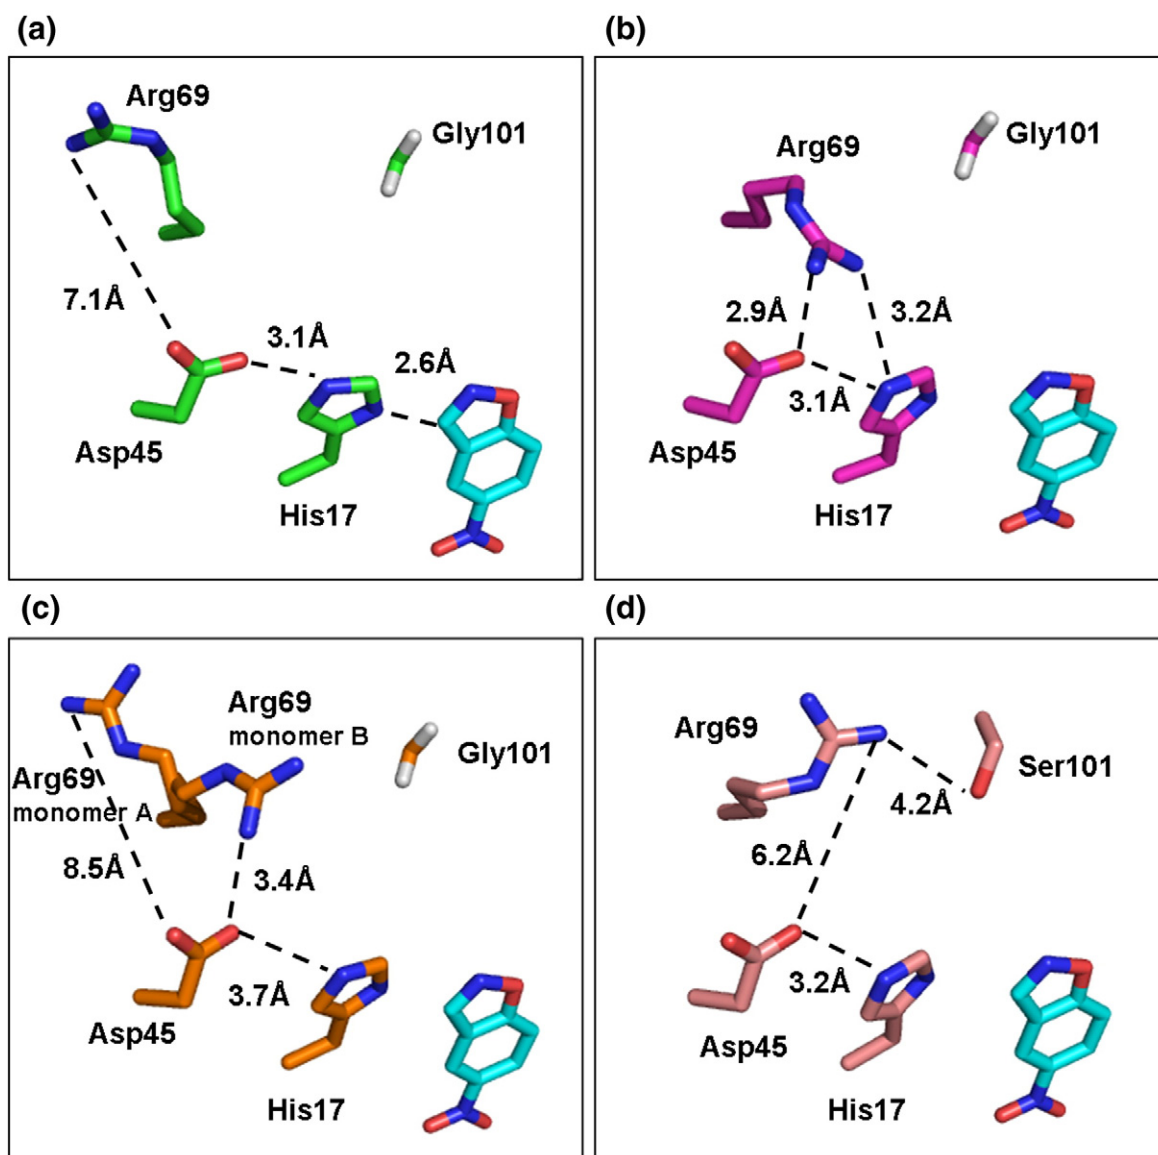 (a)
Arg69
Gly101
7.1Å
3.1Å
2.6Å
Asp45
His17
(b)
Arg69
Gly101
2.9Å
3.2Å
3.1Å
Asp45
His17
(c)
Arg69
monomer B
Gly101
Arg69
monomer A
8.5Å
3.4Å
3.7Å
Asp45
His17
(d)
Arg69
Ser101
4.2Å
6.2Å
3.2Å
Asp45
His17